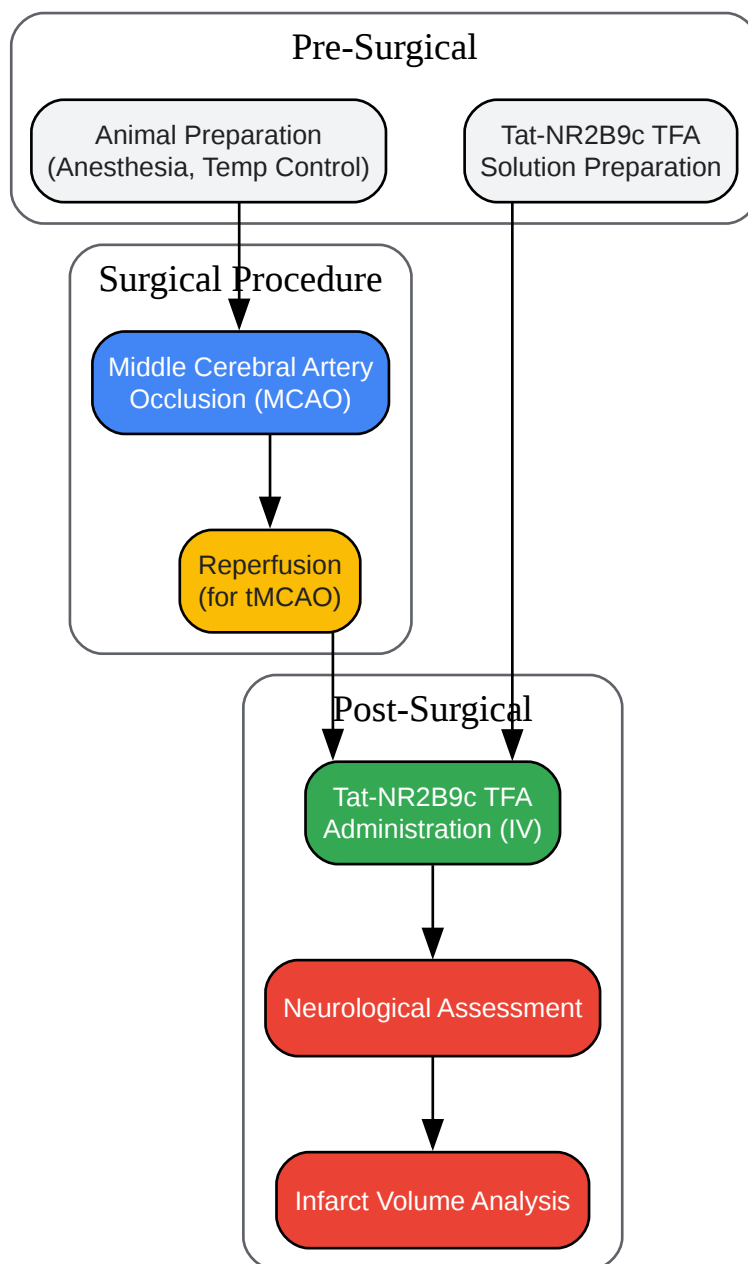 Pre-Surgical
Animal Preparation
(Anesthesia, Temp Control)
Tat-NR2B9c TFA
Solution Preparation
Surgical Procedure
Middle Cerebral Artery
Occlusion (MCAO)
Reperfusion
(for tMCAO)
Post-Surgical
Tat-NR2B9c TFA
Administration (IV)
Neurological Assessment
Infarct Volume Analysis